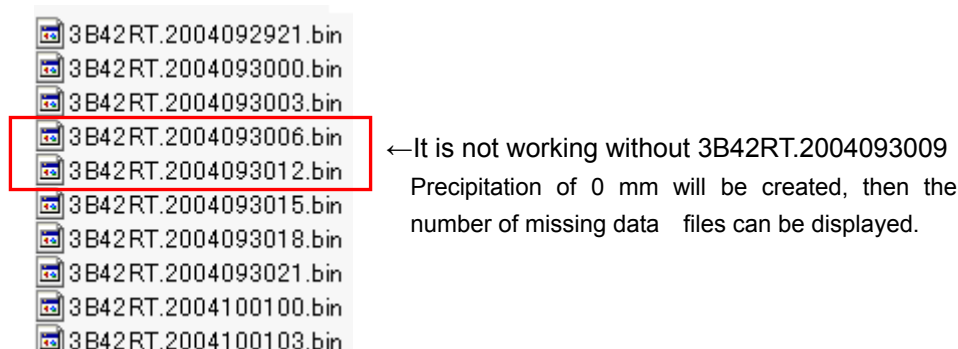 3B42RT.2004092921.bin
3B42RT.2004093000.bin
3B42RT.2004093003.bin
3B42RT.2004093006.bin
3B42RT.2004093012.bin
3B42RT.2004093015.bin
3B42RT.2004093018.bin
3B42RT.2004093021.bin
3B42RT.2004100100.bin
3B42RT.2004100103.bin
←It is not working without 3B42RT.2004093009
Precipitation of 0 mm will be created, then the
number of missing data files can be displayed.